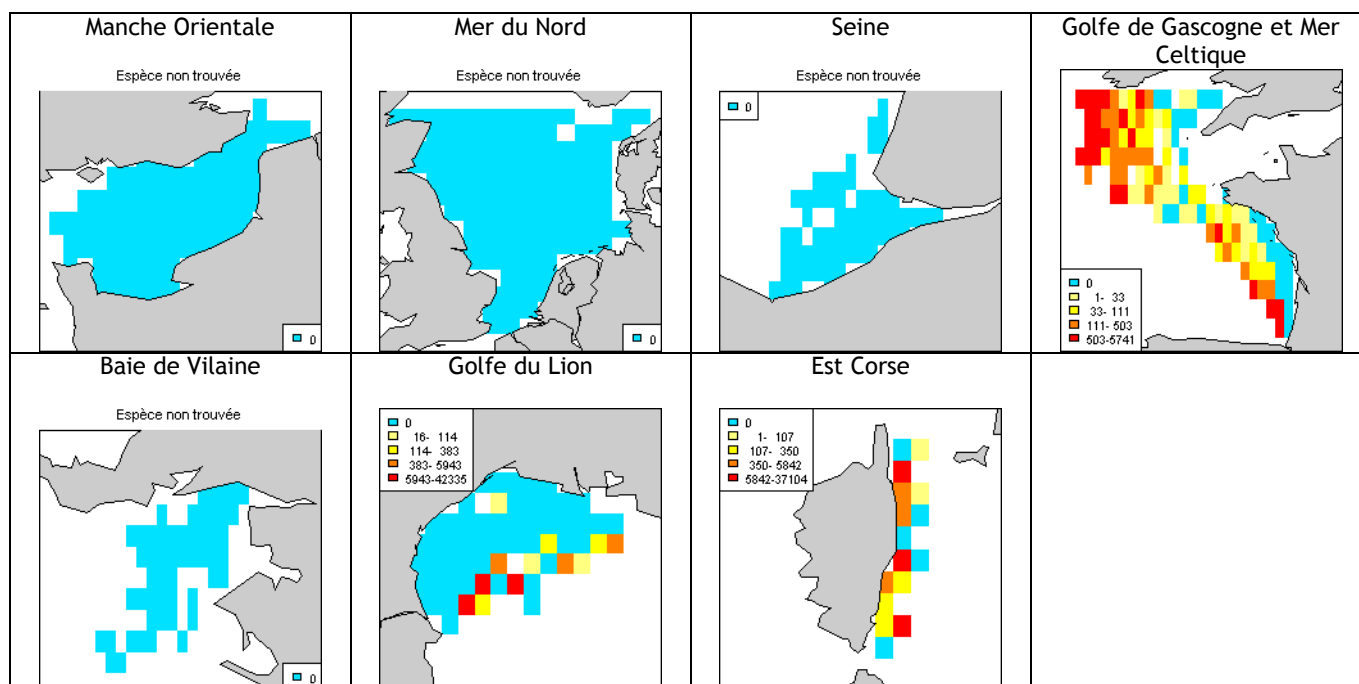 Manche Orientale
Espèce non trouvée
0
Mer du Nord
Espèce non trouvée
0
Seine
Espèce non trouvée
0
Golfe de Gascogne et Mer
Celtique
0
1- 33
33- 111
111- 503
503-5741
Baie de Vilaine
Espèce non trouvée
0
Golfe du Lion
0
16- 114
114- 383
383- 5943
5943-42335
Est Corse
0
1- 107
107- 350
350- 5842
5842-37104